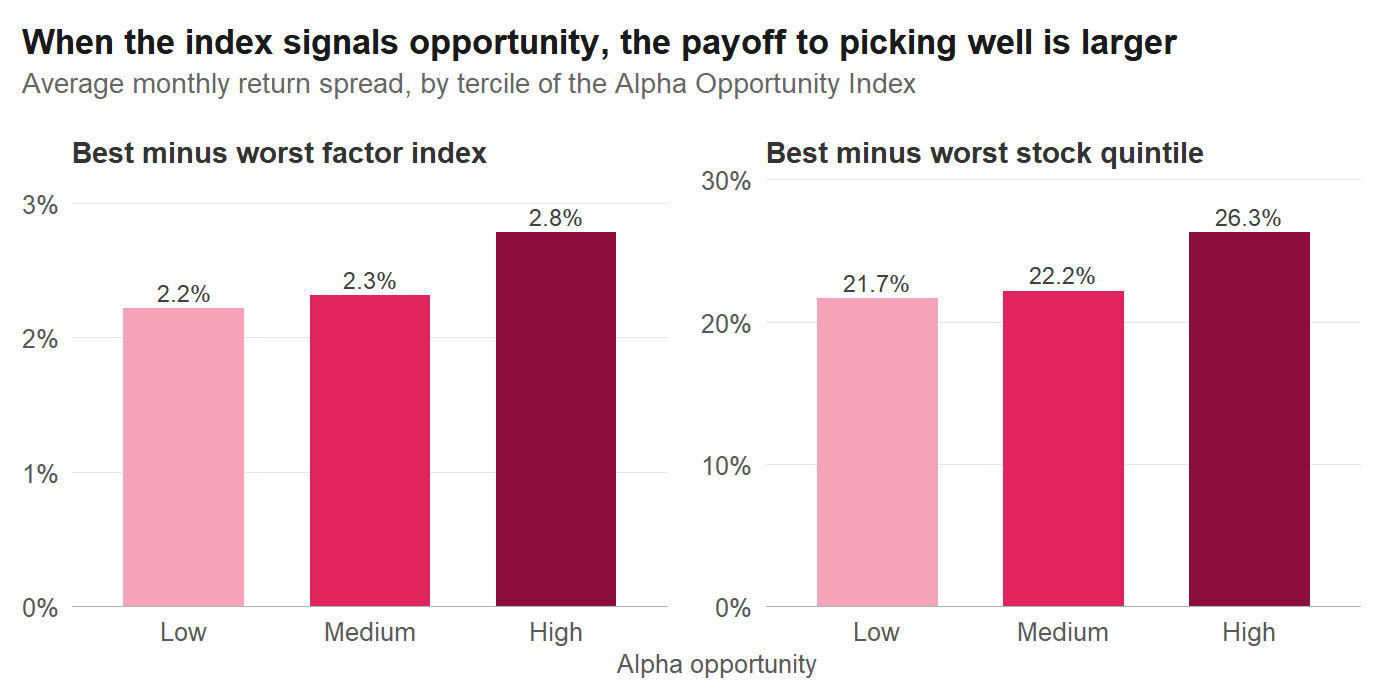 When the index signals opportunity, the payoff to picking well is larger
Average monthly return spread, by tercile of the Alpha Opportunity Index
Best minus worst factor index
3%
2%
1%
0%
2.2%
2.3%
2.8%
Low
Medium
High
Best minus worst stock quintile
30%
20%
10%
0%
21.7%
22.2%
26.3%
Low
Medium
High
Alpha opportunity